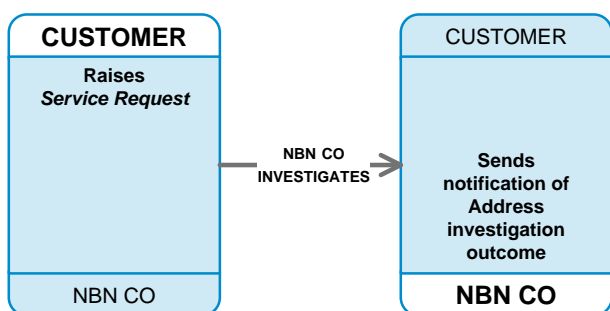 CUSTOMER
Raises
Service Request
NBN CO
NBN CO
INVESTIGATES
CUSTOMER
Sends
notification of
Address
investigation
outcome
NBN CO